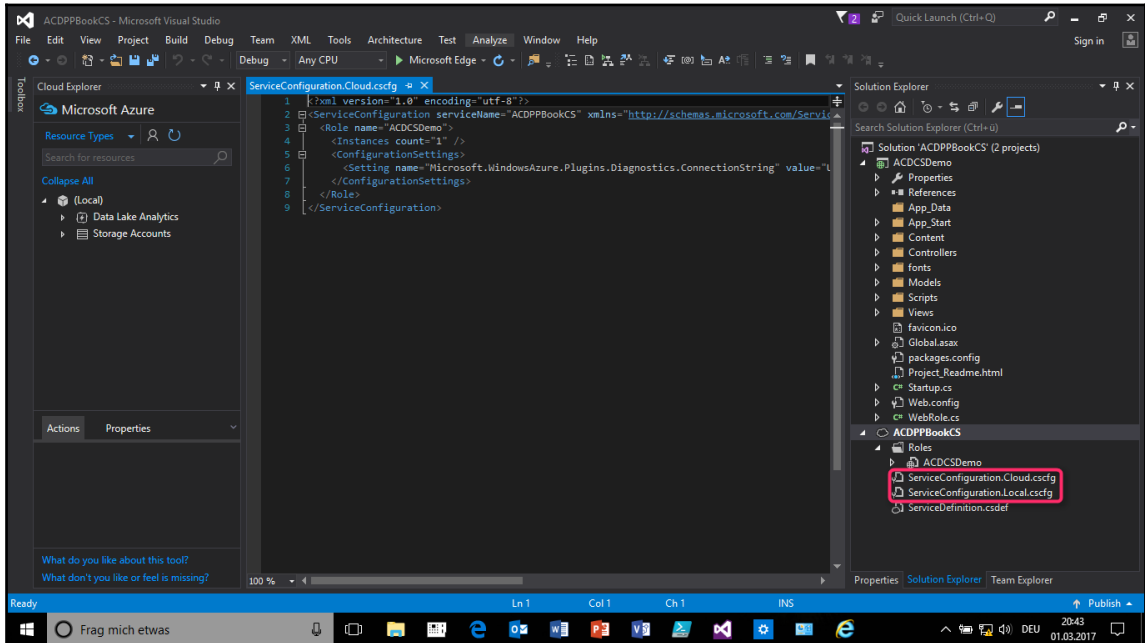 ACDPPBookCS - Microsoft Visual Studio
2
Quick Launch (Ctrl+Q)
File Edit View Project Build Debug Team XML Tools Architecture Test Analyze Window Help
Sign in
Debug Any CPU Microsoft Edge
Toolbox
Cloud Explorer
Microsoft Azure
Resource Types
Search for resources
Collapse All
(Local)
Data Lake Analytics
Storage Accounts
Actions Properties
What do you like about this tool?
What don't you like or feel is missing?
ServiceConfiguration.Cloud.cscfg
1 <?xml version="1.0" encoding="utf-8"?>
2 <ServiceConfiguration serviceName="ACDPPBookCS" xmlns="http://schemas.microsoft.com/Servic
3 <Role name="ACDCSDemo">
4 <Instances count="1" />
5 <ConfigurationSettings>
6 <Setting name="Microsoft.WindowsAzure.Plugins.Diagnostics.ConnectionString" value="U
7 </ConfigurationSettings>
8 </Role>
9 </ServiceConfiguration>
100 %
Solution Explorer
Search Solution Explorer (Ctrl+ü)
Solution 'ACDPPBookCS' (2 projects)
ACDCSDemo
Properties
References
App_Data
App_Start
Content
Controllers
fonts
Models
Scripts
Views
favicon.ico
Global.asax
packages.config
Project_Readme.html
C# Startup.cs
Web.config
C# WebRole.cs
ACDPPBookCS
Roles
ACDCSDemo
ServiceConfiguration.Cloud.cscfg
ServiceConfiguration.Local.cscfg
ServiceDefinition.csdef
Properties Solution Explorer Team Explorer
Ready Ln 1 Col 1 Ch 1 INS Publish
Frag mich etwas
DEU
20:43
01.03.2017